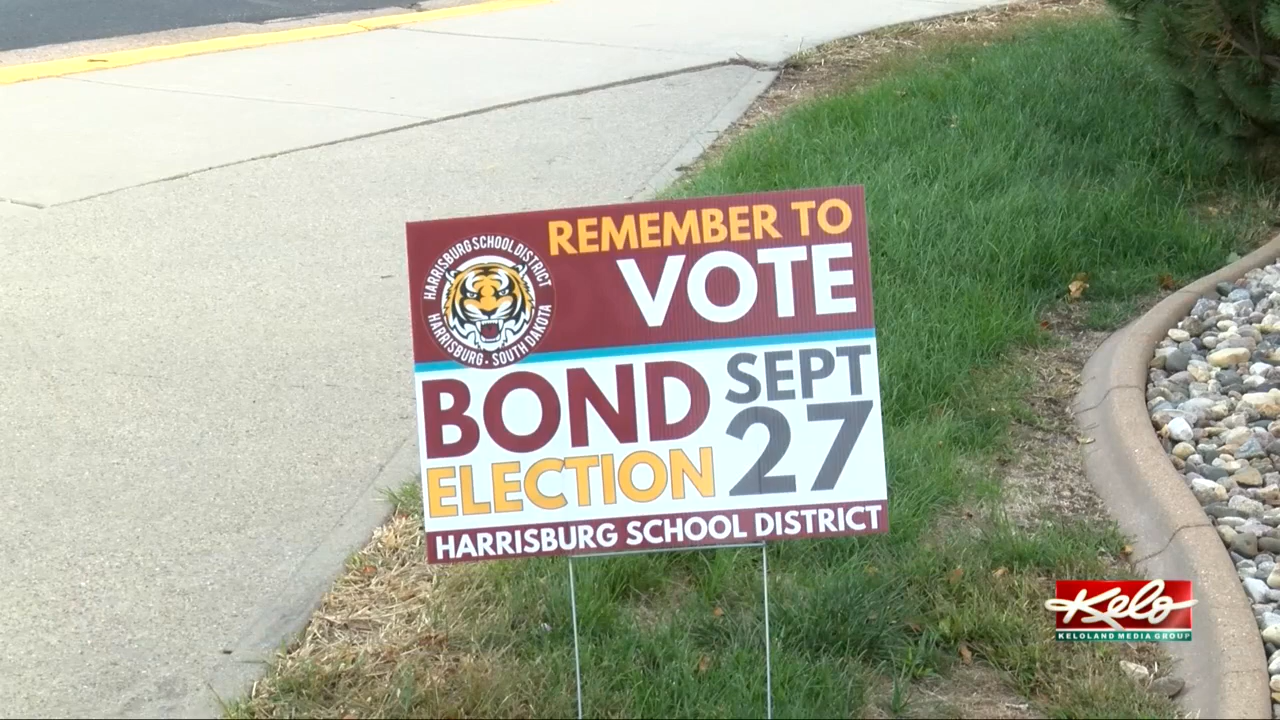 REMEMBER TO
VOTE
HARRISBURG SCHOOL DISTRICT
HARRISBURG • SOUTH DAKOTA
BOND
ELECTION
SEPT
27
HARRISBURG SCHOOL DISTRICT
Kelo
KELOLAND MEDIA GROUP